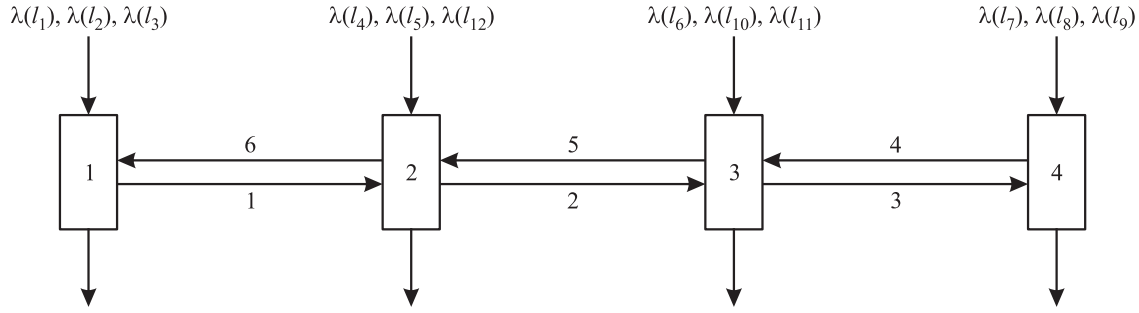 λ(l₁), λ(l₂), λ(l₃)
λ(l₄), λ(l₅), λ(l₁₂)
λ(l₆), λ(l₁₀), λ(l₁₁)
λ(l₇), λ(l₈), λ(l₉)
6
5
4
1
2
3
4
1
2
3